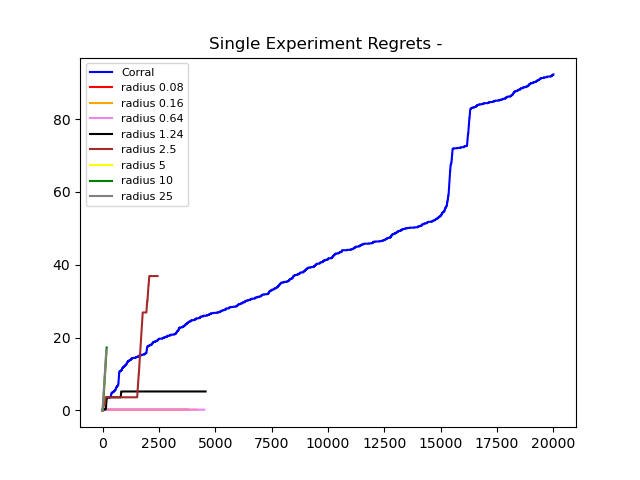 Single Experiment Regrets -
Corral
radius 0.08
radius 0.16
radius 0.64
radius 1.24
radius 2.5
radius 5
radius 10
radius 25
80
60
40
20
0
0 2500 5000 7500 10000 12500 15000 17500 20000